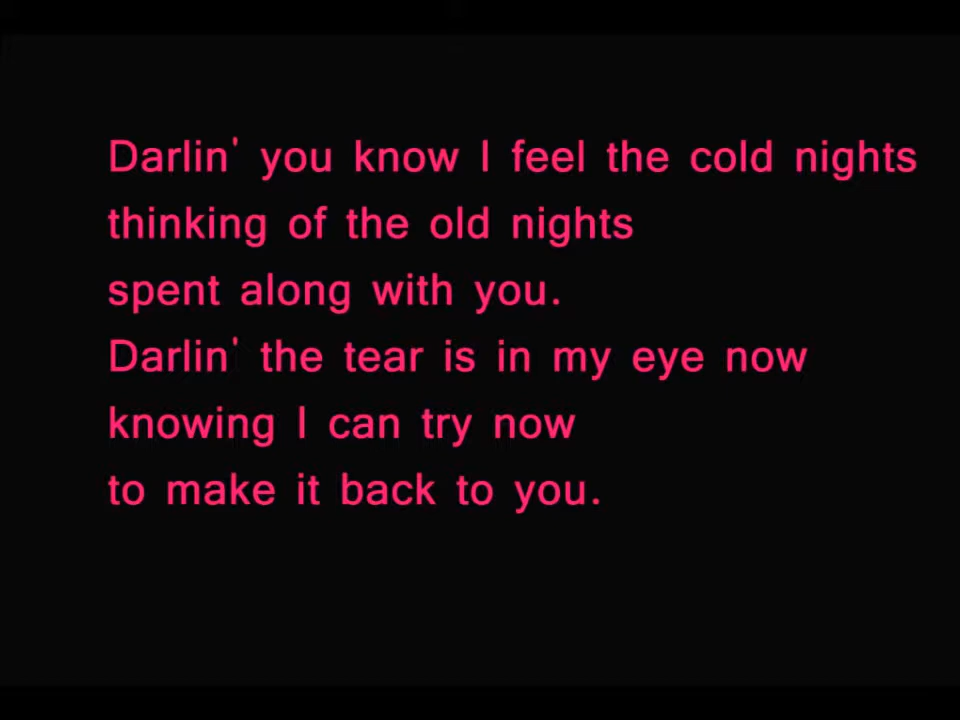 Darlin' you know I feel the cold nights
thinking of the old nights
spent along with you.
Darlin' the tear is in my eye now
knowing I can try now
to make it back to you.